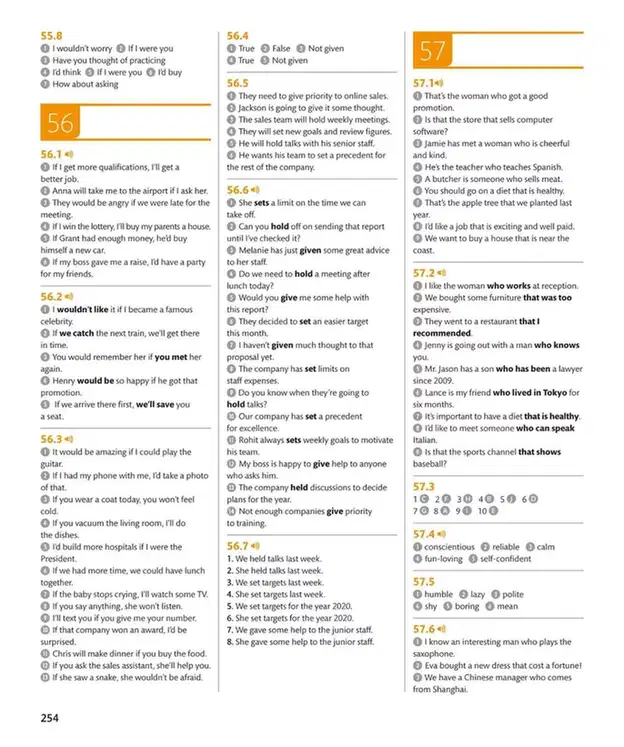 55.8
1 I wouldn't worry 2 If I were you
3 Have you thought of practicing
4 I'd think 5 If I were you 6 I'd buy
7 How about asking
56
56.1
1 If I get more qualifications, I'll get a
better job.
2 Anna will take me to the airport if I ask her.
3 They would be angry if we were late for the
meeting.
4 If I win the lottery, I'll buy my parents a house.
5 If Grant had enough money, he'd buy
himself a new car.
6 If my boss gave me a raise, I'd have a party
for my friends.
56.2
1 I wouldn't like it if I became a famous
celebrity.
2 If we catch the next train, we'll get there
in time.
3 You would remember her if you met her
again.
4 Henry would be so happy if he got that
promotion.
5 If we arrive there first, we'll save you
a seat.
56.3
1 It would be amazing if I could play the
guitar.
2 If I had my phone with me, I'd take a photo
of that.
3 If you wear a coat today, you won't feel
cold.
4 If you vacuum the living room, I'll do
the dishes.
5 I'd build more hospitals if I were the
President.
6 If we had more time, we could have lunch
together.
7 If the baby stops crying, I'll watch some TV.
8 If you say anything, she won't listen.
9 I'll text you if you give me your number.
10 If that company won an award, I'd be
surprised.
11 Chris will make dinner if you buy the food.
12 If you ask the sales assistant, she'll help you.
13 If she saw a snake, she wouldn't be afraid.
56.4
1 True 2 False 3 Not given
4 True 5 Not given
56.5
1 They need to give priority to online sales.
2 Jackson is going to give it some thought.
3 The sales team will hold weekly meetings.
4 They will set new goals and review figures.
5 He will hold talks with his senior staff.
6 He wants his team to set a precedent for
the rest of the company.
56.6
1 She sets a limit on the time we can
take off.
2 Can you hold off on sending that report
until I've checked it?
3 Melanie has just given some great advice
to her staff.
4 Do we need to hold a meeting after
lunch today?
5 Would you give me some help with
this report?
6 They decided to set an easier target
this month.
7 I haven't given much thought to that
proposal yet.
8 The company has set limits on
staff expenses.
9 Do you know when they're going to
hold talks?
10 Our company has set a precedent
for excellence.
11 Rohit always sets weekly goals to motivate
his team.
12 My boss is happy to give help to anyone
who asks him.
13 The company held discussions to decide
plans for the year.
14 Not enough companies give priority
to training.
56.7
1. We held talks last week.
2. She held talks last week.
3. We set targets last week.
4. She set targets last week.
5. We set targets for the year 2020.
6. She set targets for the year 2020.
7. We gave some help to the junior staff.
8. She gave some help to the junior staff.
57
57.1
1 That's the woman who got a good
promotion.
2 Is that the store that sells computer
software?
3 Jamie has met a woman who is cheerful
and kind.
4 He's the teacher who teaches Spanish.
5 A butcher is someone who sells meat.
6 You should go on a diet that is healthy.
7 That's the apple tree that we planted last
year.
8 I'd like a job that is exciting and well paid.
9 We want to buy a house that is near the
coast.
57.2
1 I like the woman who works at reception.
2 We bought some furniture that was too
expensive.
3 They went to a restaurant that I
recommended.
4 Jenny is going out with a man who knows
you.
5 Mr. Jason has a son who has been a lawyer
since 2009.
6 Lance is my friend who lived in Tokyo for
six months.
7 It's important to have a diet that is healthy.
8 I'd like to meet someone who can speak
Italian.
9 Is that the sports channel that shows
baseball?
57.3
1 C 2 F 3 H 4 B 5 J 6 D
7 G 8 A 9 I 10 E
57.4
1 conscientious 2 reliable 3 calm
4 fun-loving 5 self-confident
57.5
1 humble 2 lazy 3 polite
4 shy 5 boring 6 mean
57.6
1 I know an interesting man who plays the
saxophone.
2 Eva bought a new dress that cost a fortune!
3 We have a Chinese manager who comes
from Shanghai.
254